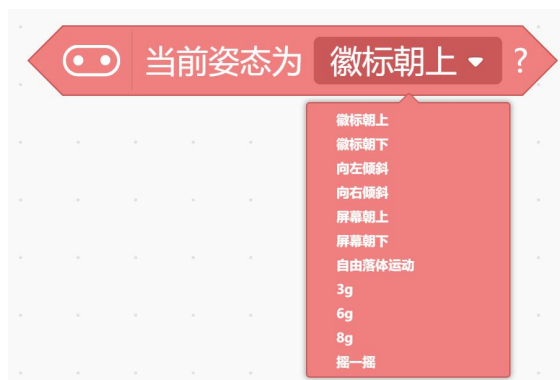 当前姿态为 徽标朝上 ?
徽标朝上
徽标朝下
向左倾斜
向右倾斜
屏幕朝上
屏幕朝下
自由落体运动
3g
6g
8g
摇一摇